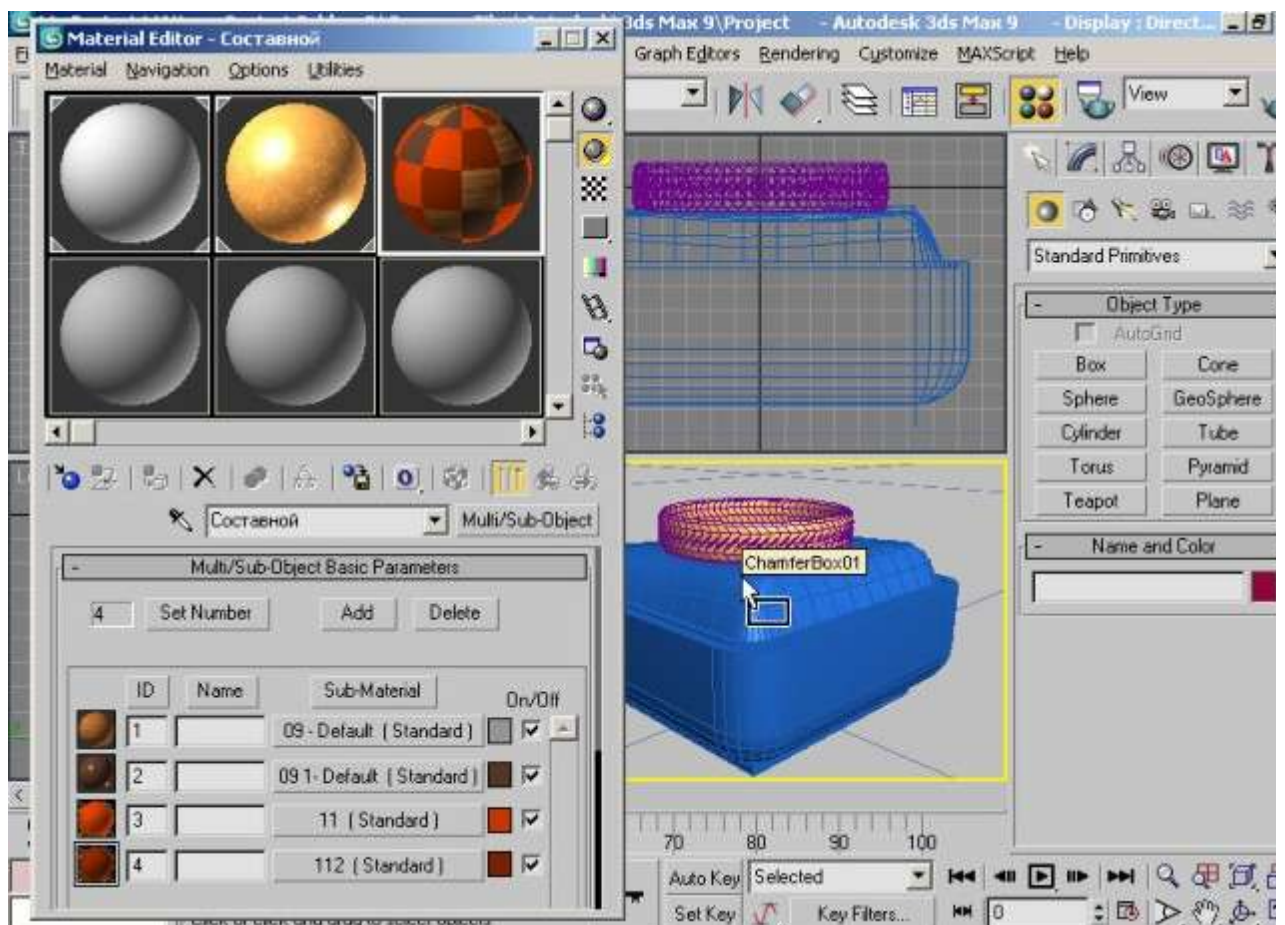 Material Editor - Составной
3ds Max 9\Project - Autodesk 3ds Max 9 - Display : Direct...
Material Navigation Options Utilities
Graph Editors Rendering Customize MAXScript Help
View
Standard Primitives
- Object Type
AutoGrid
Box Cone
Sphere GeoSphere
Cylinder Tube
Torus Pyramid
Teapot Plane
- Name and Color
Составной Multi/Sub-Object
- Multi/Sub-Object Basic Parameters
4 Set Number Add Delete
ID Name Sub-Material On/Off
1 09 - Default ( Standard )
2 09 1- Default ( Standard )
3 11 ( Standard )
4 112 ( Standard )
ChamferBox01
70 80 90 100
Auto Key Selected
Set Key Key Filters... 0